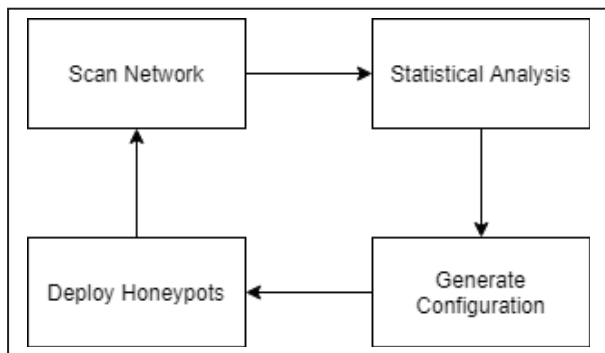 Scan Network
Statistical Analysis
Deploy Honeypots
Generate
Configuration